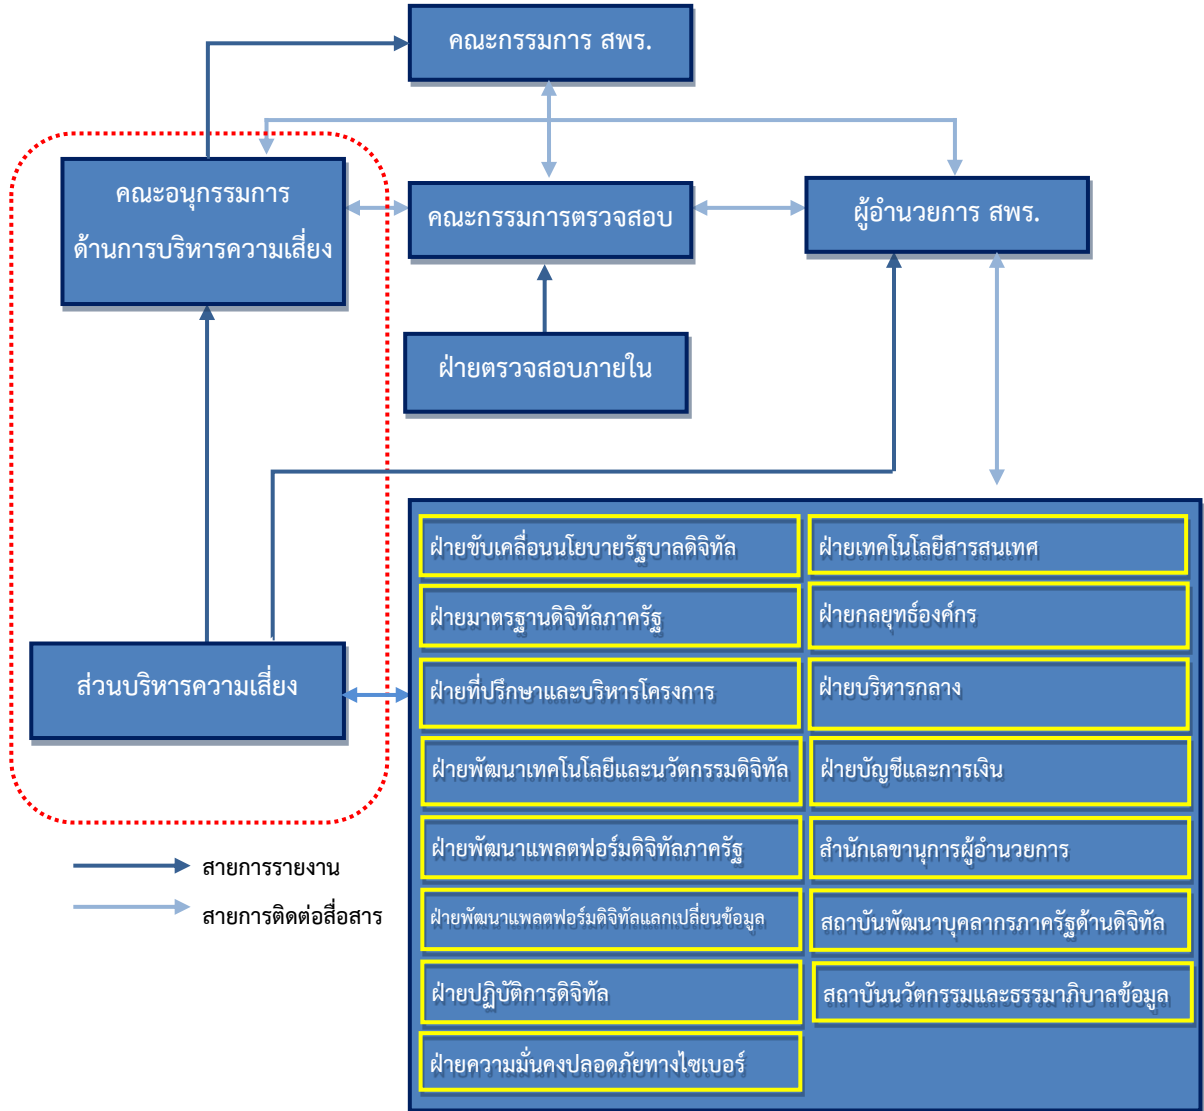 คณะกรรมการ สพร.
คณะอนุกรรมการ
ด้านการบริหารความเสี่ยง
คณะกรรมการตรวจสอบ
ผู้อำนวยการ สพร.
ฝ่ายตรวจสอบภายใน
ส่วนบริหารความเสี่ยง
ฝ่ายขับเคลื่อนนโยบายรัฐบาลดิจิทัล
ฝ่ายมาตรฐานดิจิทัลภาครัฐ
ฝ่ายที่ปรึกษาและบริหารโครงการ
ฝ่ายพัฒนาเทคโนโลยีและนวัตกรรมดิจิทัล
ฝ่ายพัฒนาแพลตฟอร์มดิจิทัลภาครัฐ
ฝ่ายพัฒนาแพลตฟอร์มดิจิทัลแลกเปลี่ยนข้อมูล
ฝ่ายปฏิบัติการดิจิทัล
ฝ่ายความมั่นคงปลอดภัยทางไซเบอร์
ฝ่ายเทคโนโลยีสารสนเทศ
ฝ่ายกลยุทธ์องค์กร
ฝ่ายบริหารกลาง
ฝ่ายบัญชีและการเงิน
สำนักเลขานุการผู้อำนวยการ
สถาบันพัฒนาบุคลากรภาครัฐด้านดิจิทัล
สถาบันนวัตกรรมและธรรมาภิบาลข้อมูล
สายการรายงาน
สายการติดต่อสื่อสาร